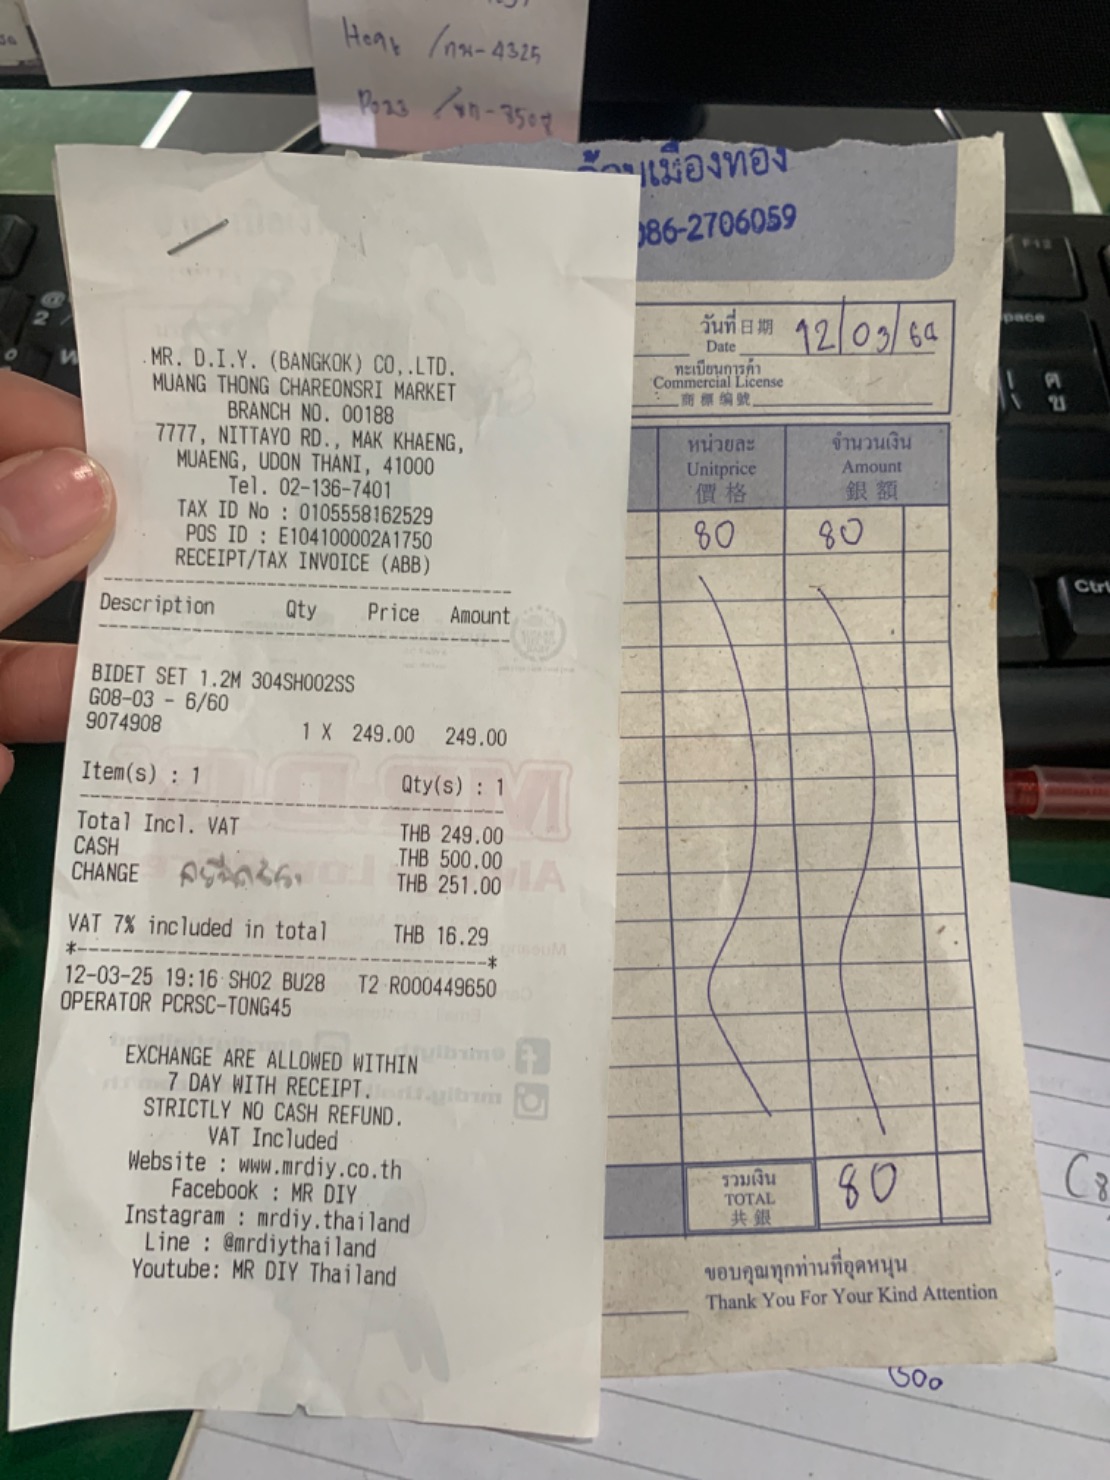 Heng /กพ-4325
MR. D.I.Y. (BANGKOK) CO,.LTD.
MUANG THONG CHAREONSRI MARKET
BRANCH NO. 00188
7777, NITTAYO RD., MAK KHAENG,
MUAENG, UDON THANI, 41000
Tel. 02-136-7401
TAX ID No : 0105558162529
POS ID : E104100002A1750
RECEIPT/TAX INVOICE (ABB)
Description Qty Price Amount
BIDET SET 1.2M 304SH002SS
G08-03 - 6/60
9074908 1 X 249.00 249.00
Item(s) : 1 Qty(s) : 1
Total Incl. VAT THB 249.00
CASH THB 500.00
CHANGE THB 251.00
VAT 7% included in total THB 16.29
*--------------------------------------*
12-03-25 19:16 SH02 BU28 T2 R000449650
OPERATOR PCRSC-TONG45
EXCHANGE ARE ALLOWED WITHIN
7 DAY WITH RECEIPT.
STRICTLY NO CASH REFUND.
VAT Included
Website : www.mrdiy.co.th
Facebook : MR DIY
Instagram : mrdiy.thailand
Line : @mrdiythailand
Youtube: MR DIY Thailand
เมืองทอง
086-2706059
วันที่ 日期 12/03/68
Date
ทะเบียนการค้า
Commercial License
商標编號
หน่วยละ จำนวนเงิน
Unitprice Amount
價格 銀額
80 80
รวมเงิน
TOTAL 80
共銀
ขอบคุณทุกท่านที่อุดหนุน
Thank You For Your Kind Attention
F12
Ctrl